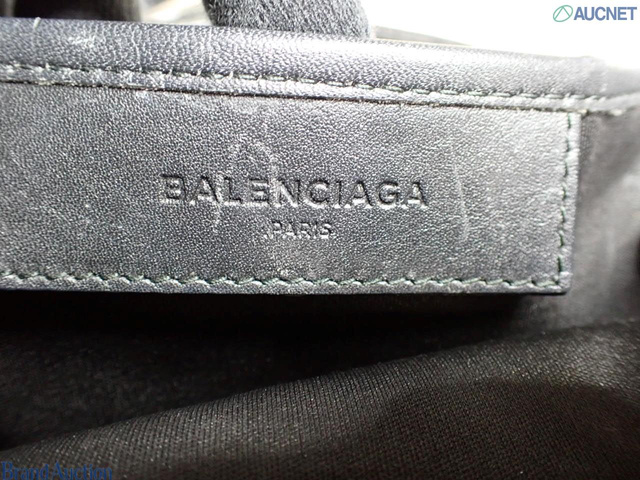 AUCNET
BALENCIAGA
PARIS
Brand Auction